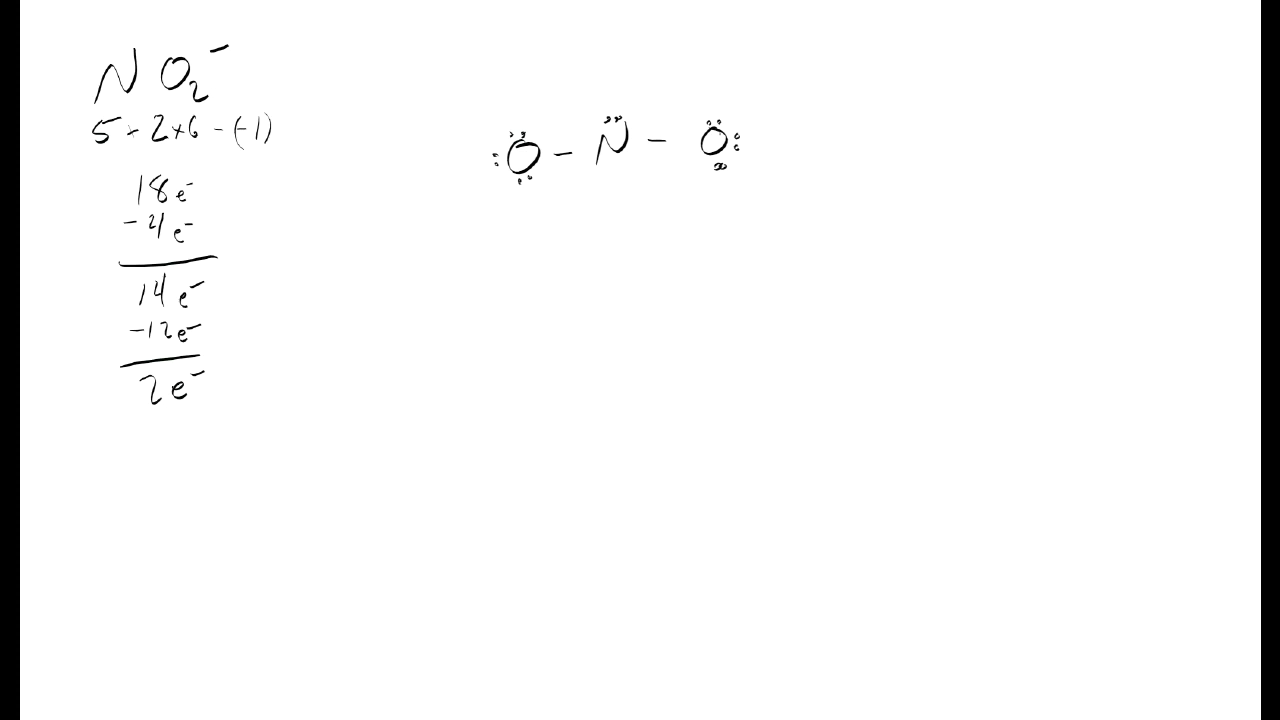 NO₂⁻
5 + 2×6 - (-1)
18e⁻
- 4e⁻
14e⁻
-12e⁻
2e⁻
:Ö - N̈ - Ö: